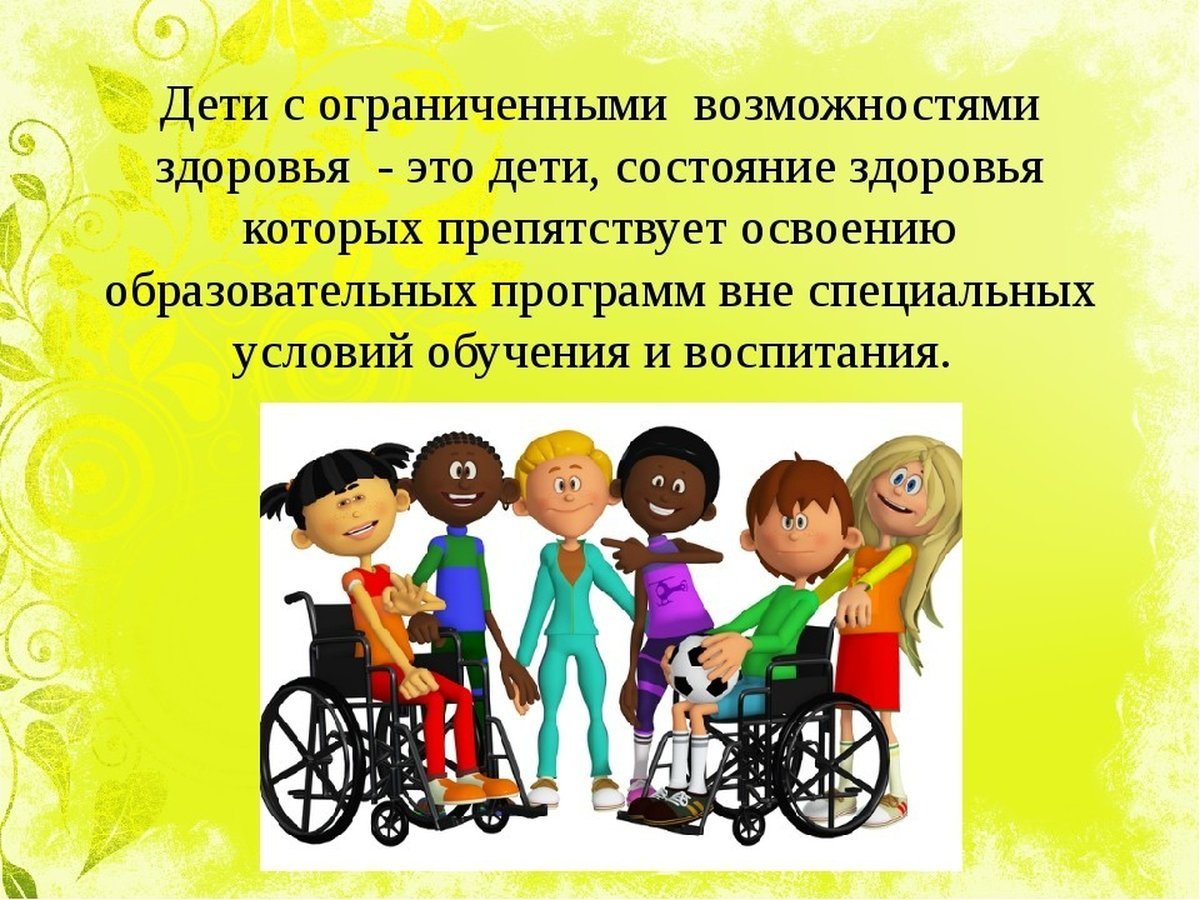 Дети с ограниченными возможностями
здоровья - это дети, состояние здоровья
которых препятствует освоению
образовательных программ вне специальных
условий обучения и воспитания.